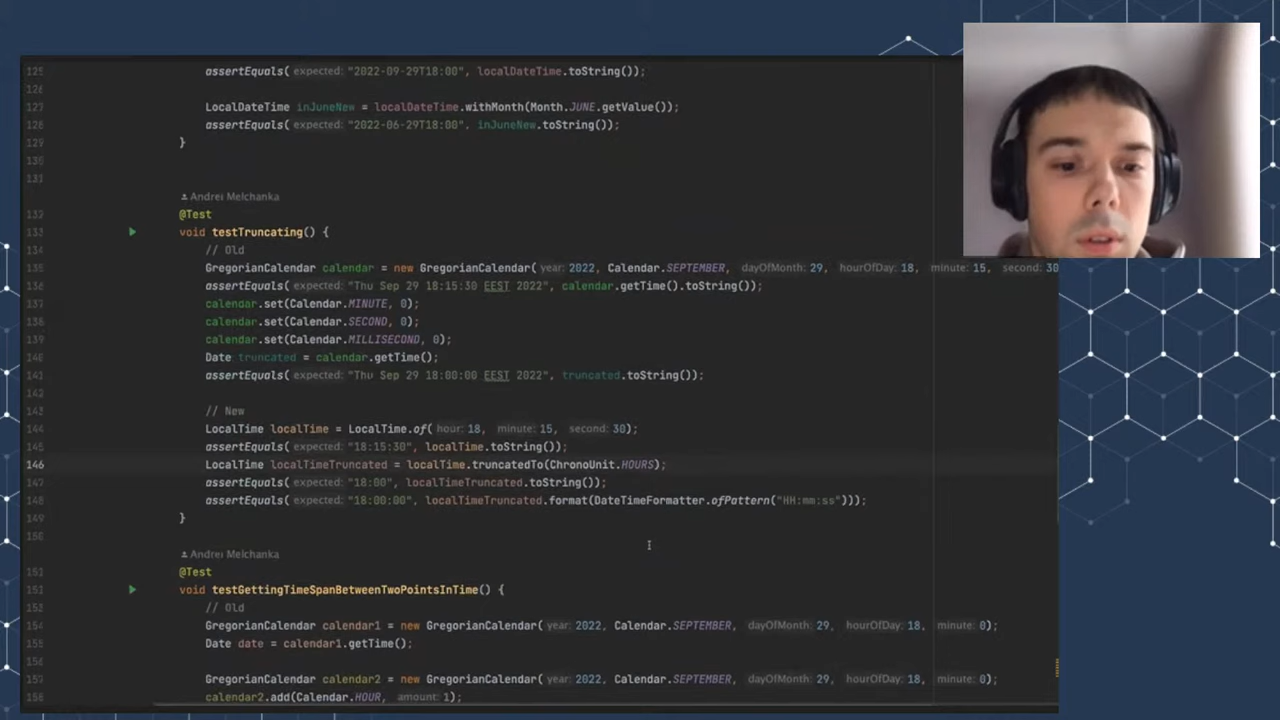 125 assertEquals( expected: "2022-09-29T18:00", localDateTime.toString());
126
127 LocalDateTime inJuneNew = localDateTime.withMonth(Month.JUNE.getValue());
128 assertEquals( expected: "2022-06-29T18:00", inJuneNew.toString());
129 }
130
131
Andrei Melchanka
132 @Test
133 void testTruncating() {
134 // Old
135 GregorianCalendar calendar = new GregorianCalendar( year: 2022, Calendar.SEPTEMBER, dayOfMonth: 29, hourOfDay: 18, minute: 15, second: 30
136 assertEquals( expected: "Thu Sep 29 18:15:30 EEST 2022", calendar.getTime().toString());
137 calendar.set(Calendar.MINUTE, 0);
138 calendar.set(Calendar.SECOND, 0);
139 calendar.set(Calendar.MILLISECOND, 0);
140 Date truncated = calendar.getTime();
141 assertEquals( expected: "Thu Sep 29 18:00:00 EEST 2022", truncated.toString());
142
143 // New
144 LocalTime localTime = LocalTime.of( hour: 18, minute: 15, second: 30);
145 assertEquals( expected: "18:15:30", localTime.toString());
146 LocalTime localTimeTruncated = localTime.truncatedTo(ChronoUnit.HOURS);
147 assertEquals( expected: "18:00", localTimeTruncated.toString());
148 assertEquals( expected: "18:00:00", localTimeTruncated.format(DateTimeFormatter.ofPattern("HH:mm:ss")));
149 }
150
Andrei Melchanka
151 @Test
152 void testGettingTimeSpanBetweenTwoPointsInTime() {
153 // Old
154 GregorianCalendar calendar1 = new GregorianCalendar( year: 2022, Calendar.SEPTEMBER, dayOfMonth: 29, hourOfDay: 18, minute: 0);
155 Date date = calendar1.getTime();
156
157 GregorianCalendar calendar2 = new GregorianCalendar( year: 2022, Calendar.SEPTEMBER, dayOfMonth: 29, hourOfDay: 18, minute: 0);
158 calendar2.add(Calendar.HOUR, amount: 1);